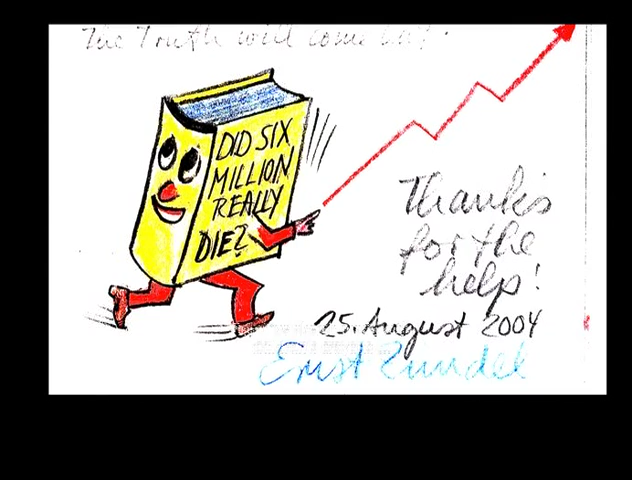 The Truth will come out!
DID SIX
MILLION
REALLY
DIE?
Thanks
for the
help!
25. August 2004
Ernst Zündel